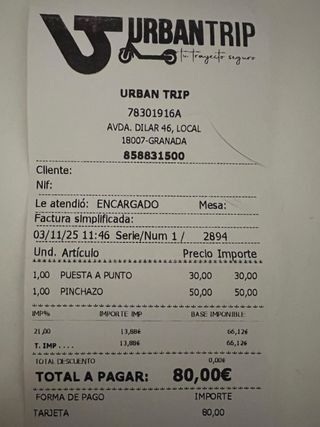 URBANTRIP
tu trayecto seguro
URBAN TRIP
78301916A
AVDA. DILAR 46, LOCAL
18007-GRANADA
858831500
Cliente:
Nif:
Le atendió: ENCARGADO Mesa:
Factura simplificada:
03/11/25 11:46 Serie/Num 1 / 2894
Und. Artículo Precio Importe
1,00 PUESTA A PUNTO 30,00 30,00
1,00 PINCHAZO 50,00 50,00
IMP% IMPORTE IMP BASE IMPONIBLE
21,00 13,88€ 66,12€
T. IMP.... 13,88€ 66,12€
TOTAL DESCUENTO 0,00€
TOTAL A PAGAR: 80,00€
FORMA DE PAGO IMPORTE
TARJETA 80,00